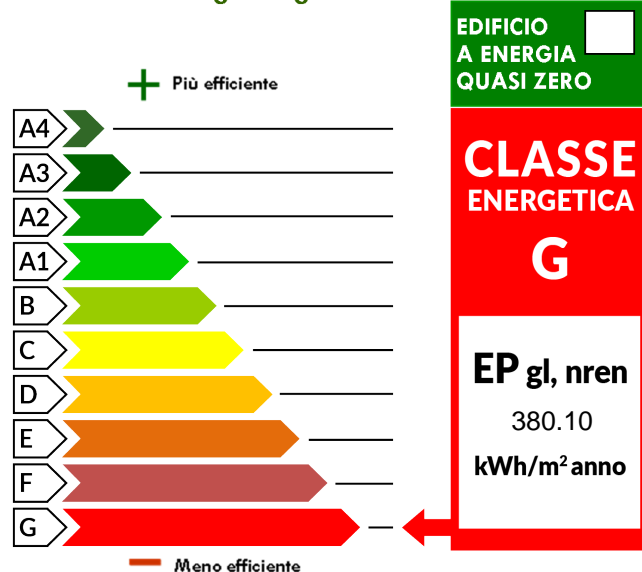 EDIFICIO
A ENERGIA
QUASI ZERO
Più efficiente
A4
A3
A2
A1
B
C
D
E
F
G
Meno efficiente
CLASSE
ENERGETICA
G
EP gl, nren
380.10
kWh/m² anno